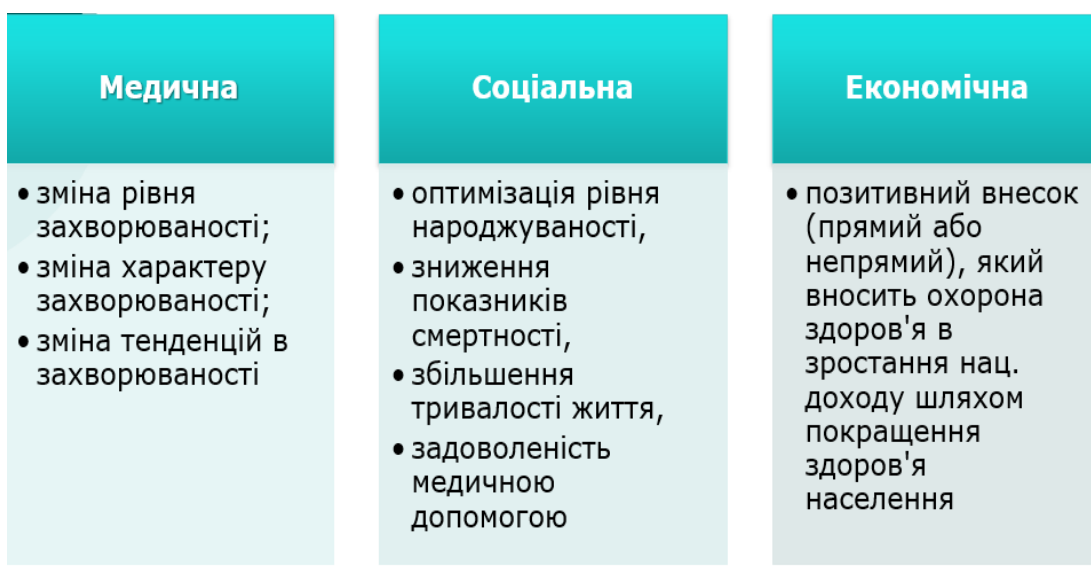 Медична
• зміна рівня
захворюваності;
• зміна характеру
захворюваності;
• зміна тенденцій в
захворюваності
Соціальна
• оптимізація рівня
народжуваності,
• зниження
показників
смертності,
• збільшення
тривалості життя,
• задоволеність
медичною
допомогою
Економічна
• позитивний внесок
(прямий або
непрямий), який
вносить охорона
здоров'я в
зростання нац.
доходу шляхом
покращення
здоров'я
населення